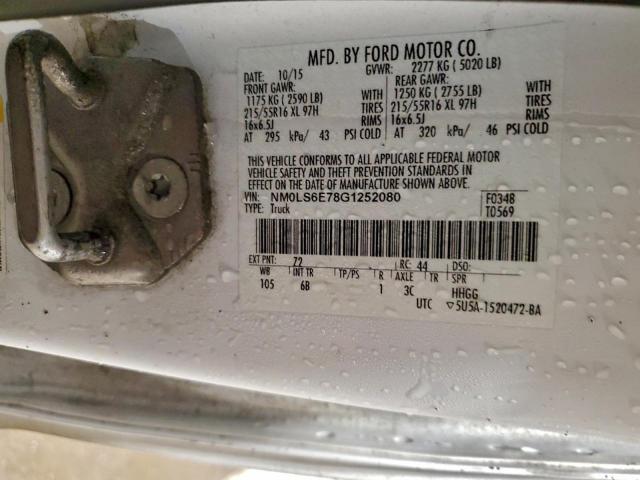 MFD. BY FORD MOTOR CO.
DATE: 10/15 GVWR: 2277 KG ( 5020 LB)
FRONT GAWR: REAR GAWR:
1175 KG ( 2590 LB) WITH 1250 KG ( 2755 LB) WITH
215/55R16 XL 97H TIRES 215/55R16 XL 97H TIRES
16x6.5J RIMS 16x6.5J RIMS
AT 295 kPa/ 43 PSI COLD AT 320 kPa/ 46 PSI COLD
THIS VEHICLE CONFORMS TO ALL APPLICABLE FEDERAL MOTOR
VEHICLE SAFETY AND THEFT PREVENTION STANDARDS IN
EFFECT ON THE DATE OF MANUFACTURE SHOWN ABOVE.
VIN: NM0LS6E78G1252080 F0348
TYPE: Truck T0569
EXT PNT: 72 RC: 44 DSO:
WB INT TR TP/PS R AXLE TR SPR
105 6B 1 3C HHGG
UTC ▽5U5A-1520472-BA